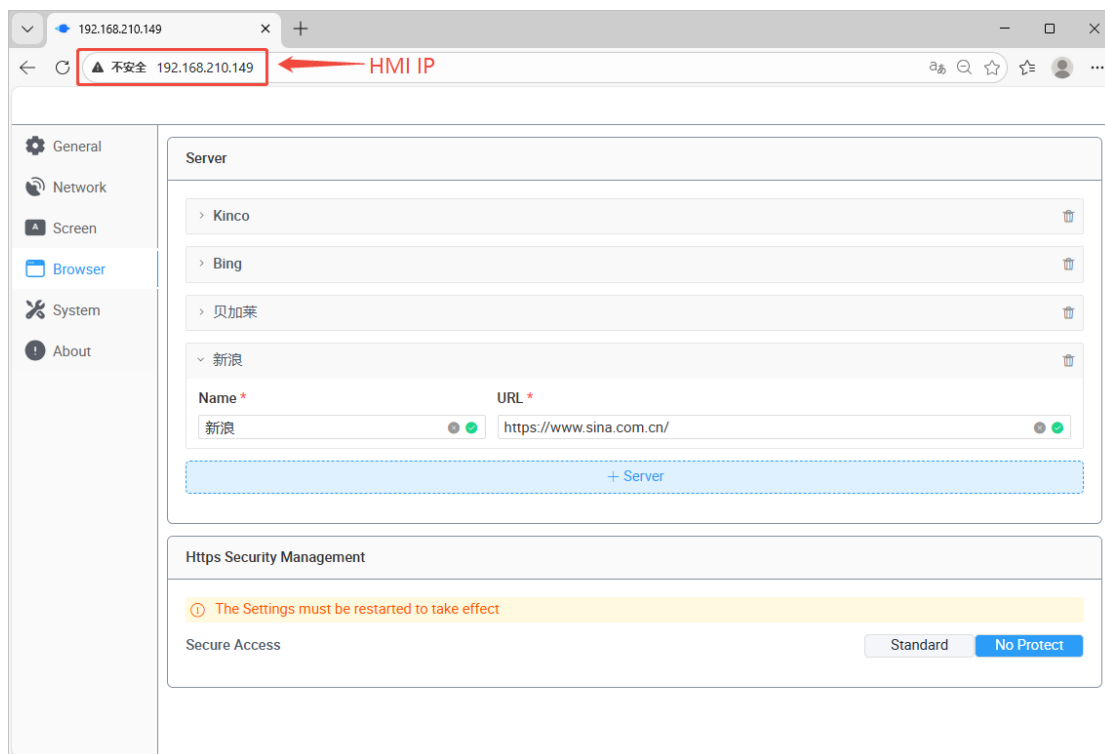 192.168.210.149
不安全 192.168.210.149
HMI IP
aあ
General
Network
Screen
Browser
System
About
Server
Kinco
Bing
贝加莱
新浪
Name * URL *
新浪 https://www.sina.com.cn/
+ Server
Https Security Management
The Settings must be restarted to take effect
Secure Access Standard No Protect